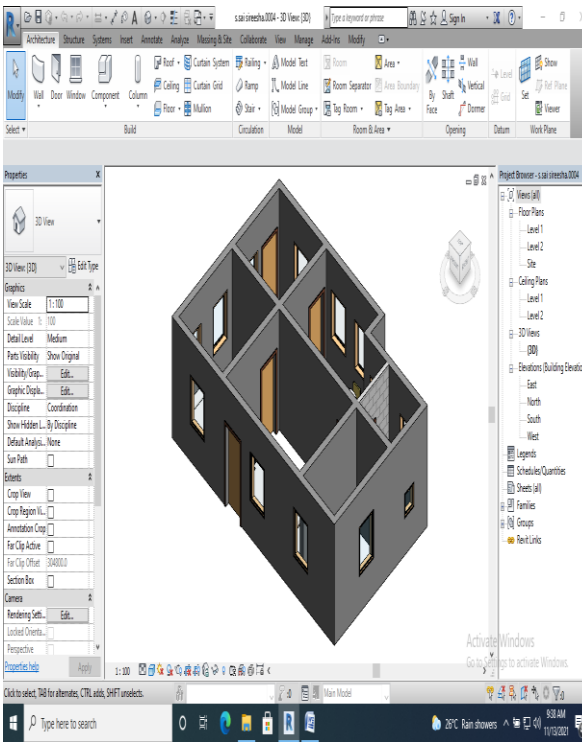 s.sai sireesha.0004 - 3D View: {3D}
Type a keyword or phrase
Sign In
Architecture Structure Systems Insert Annotate Analyze Massing & Site Collaborate View Manage Add-Ins Modify
Modify Wall Door Window Component Column
Roof Curtain System Railing Model Text Room Area Wall Level Show
Ceiling Curtain Grid Ramp Model Line Room Separator Area Boundary By Face Shaft Vertical Grid Set Ref Plane
Floor Mullion Stair Model Group Tag Room Tag Area Dormer Viewer
Select Build Circulation Model Room & Area Opening Datum Work Plane
Properties X
3D View
3D View: {3D} Edit Type
Graphics
View Scale 1 : 100
Scale Value 1: 100
Detail Level Medium
Parts Visibility Show Original
Visibility/Grap... Edit...
Graphic Displa... Edit...
Discipline Coordination
Show Hidden L... By Discipline
Default Analysi... None
Sun Path
Extents
Crop View
Crop Region Vi...
Annotation Crop
Far Clip Active
Far Clip Offset 304800.0
Section Box
Camera
Rendering Setti... Edit...
Locked Orienta...
Perspective
Properties help Apply
1 : 100
Project Browser - s.sai sireesha.0004
Views (all)
Floor Plans
Level 1
Level 2
Site
Ceiling Plans
Level 1
Level 2
3D Views
{3D}
Elevations (Building Elevatio
East
North
South
West
Legends
Schedules/Quantities
Sheets (all)
Families
Groups
Revit Links
Activate Windows
Go to Settings to activate Windows.
Click to select, TAB for alternates, CTRL adds, SHIFT unselects.
:0
Main Model
:0
Type here to search
26°C Rain showers
9:38 AM
11/13/2021